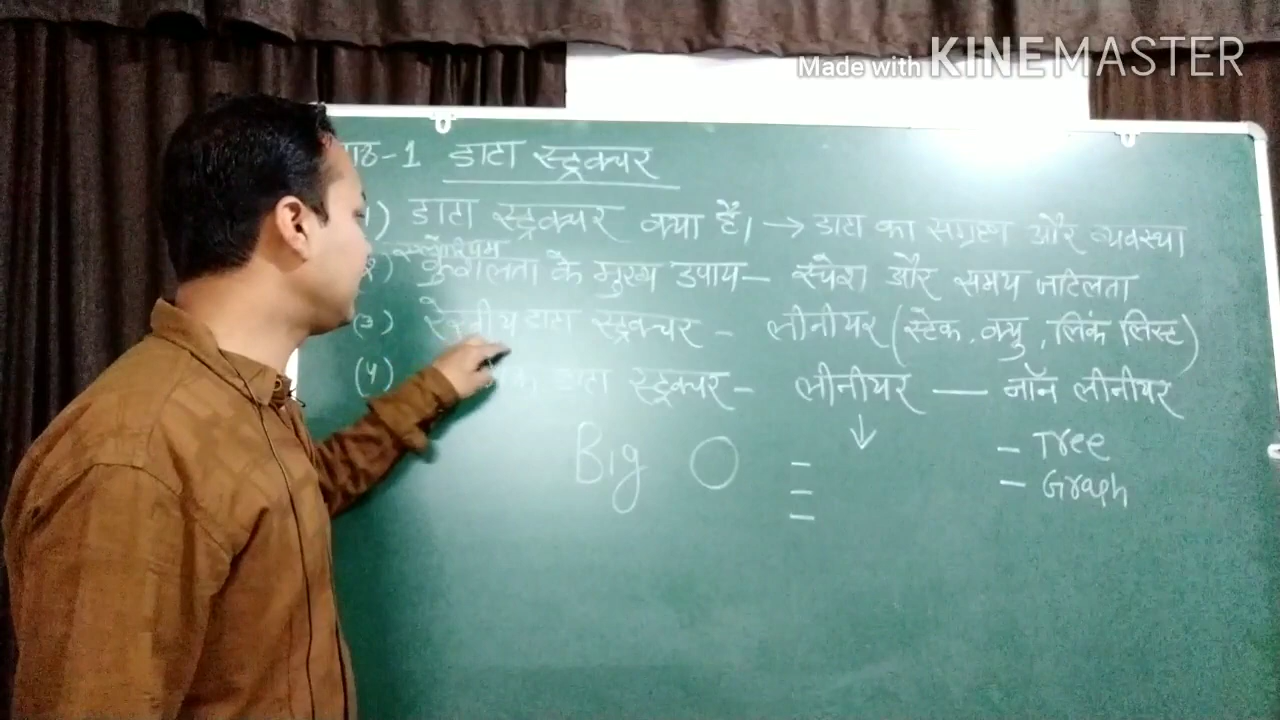 Made with KINEMASTER
पाठ-1 डाटा स्ट्रक्चर
1) डाटा स्ट्रक्चर क्या है। → डाटा का संग्रहण और व्यवस्था
2) कुशलता के मुख्य उपाय - स्पेश और समय जटिलता
(3) रेखीय डाटा स्ट्रक्चर - लीनीयर (स्टेक, क्यु, लिंक लिस्ट)
(4) डाटा स्ट्रक्चर - लीनीयर — नॉन लीनीयर
Big O
- Tree
- Graph